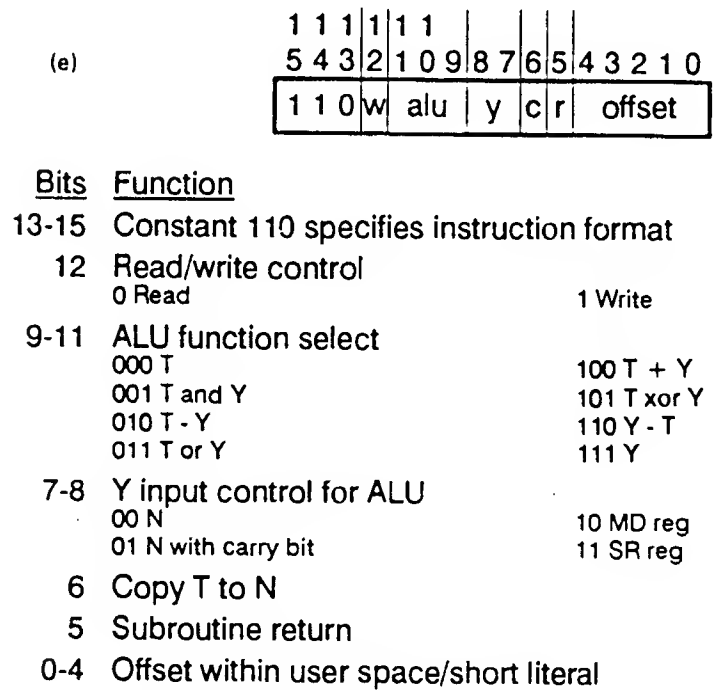 1 1 1 1 1 1
(e) 5 4 3 2 1 0 9 8 7 6 5 4 3 2 1 0
1 1 0 w alu y c r offset
Bits Function
13-15 Constant 110 specifies instruction format
12 Read/write control
0 Read 1 Write
9-11 ALU function select
000 T 100 T + Y
001 T and Y 101 T xor Y
010 T - Y 110 Y - T
011 T or Y 111 Y
7-8 Y input control for ALU
00 N 10 MD reg
01 N with carry bit 11 SR reg
6 Copy T to N
5 Subroutine return
0-4 Offset within user space/short literal